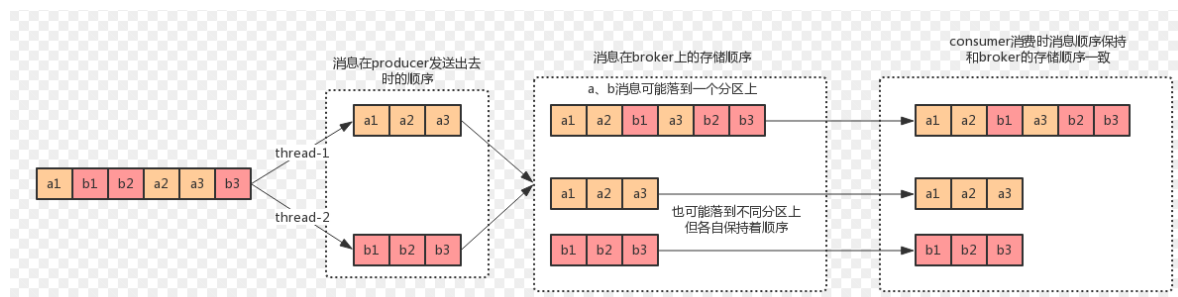 消息在producer发送出去
时的顺序
消息在broker上的存储顺序
consumer消费时消息顺序保持
和broker的存储顺序一致
a、b消息可能落到一个分区上
a1 a2 a3
a1 a2 b1 a3 b2 b3
a1 a2 b1 a3 b2 b3
thread-1
a1 b1 b2 a2 a3 b3
a1 a2 a3
a1 a2 a3
thread-2
也可能落到不同分区上
但各自保持着顺序
b1 b2 b3
b1 b2 b3
b1 b2 b3